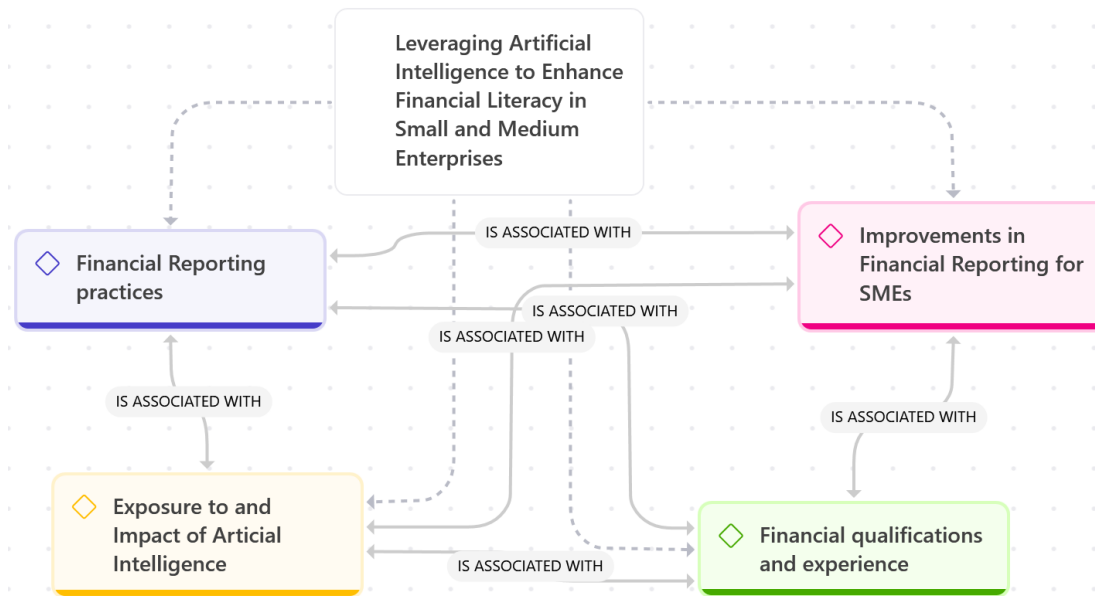 Leveraging Artificial
Intelligence to Enhance
Financial Literacy in
Small and Medium
Enterprises
IS ASSOCIATED WITH
Financial Reporting
practices
Improvements in
Financial Reporting for
SMEs
IS ASSOCIATED WITH
IS ASSOCIATED WITH
IS ASSOCIATED WITH
IS ASSOCIATED WITH
Exposure to and
Impact of Articial
Intelligence
Financial qualifications
and experience
IS ASSOCIATED WITH